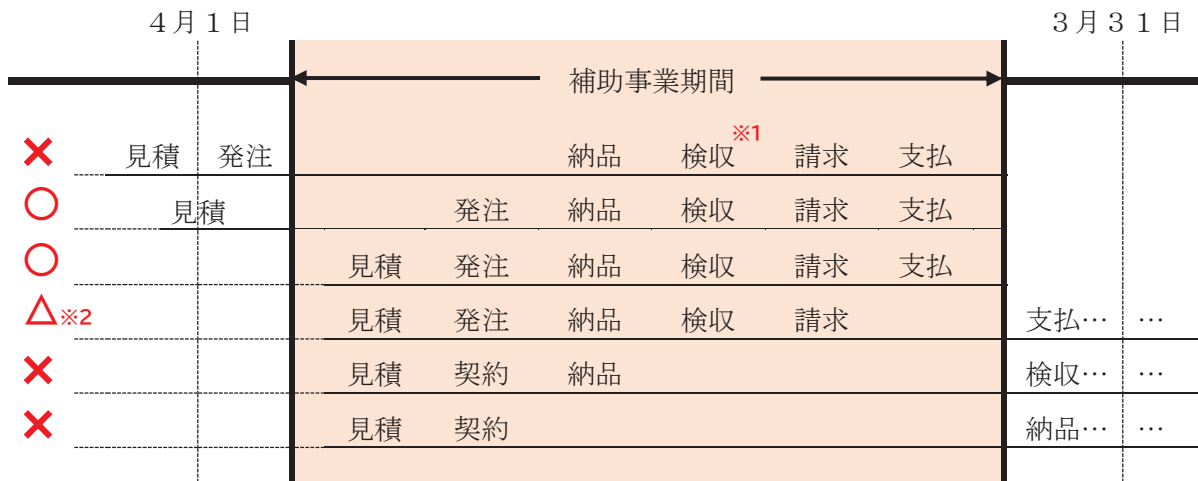 ４月１日　３月３１日
補助事業期間
× 見積 発注 納品 検収※1 請求 支払
○ 見積 発注 納品 検収 請求 支払
○ 見積 発注 納品 検収 請求 支払
△※2 見積 発注 納品 検収 請求 支払… …
× 見積 契約 納品 検収… …
× 見積 契約 納品… …